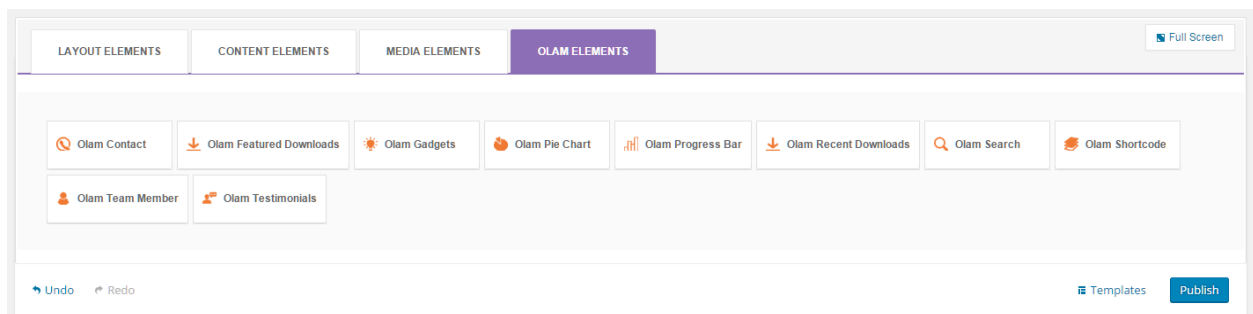 Full Screen
LAYOUT ELEMENTS CONTENT ELEMENTS MEDIA ELEMENTS OLAM ELEMENTS
Olam Contact Olam Featured Downloads Olam Gadgets Olam Pie Chart Olam Progress Bar Olam Recent Downloads Olam Search Olam Shortcode
Olam Team Member Olam Testimonials
Undo Redo Templates Publish